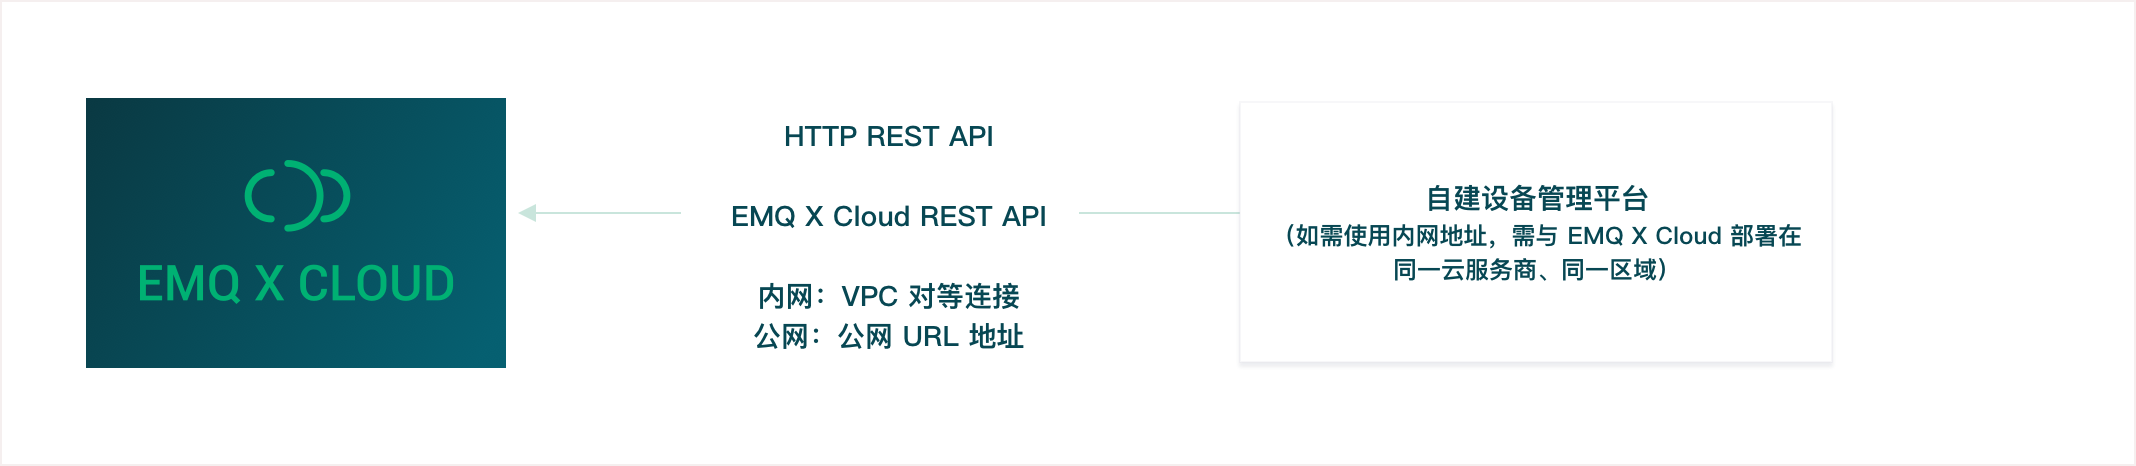 EMQ X CLOUD
HTTP REST API
EMQ X Cloud REST API
内网：VPC 对等连接
公网：公网 URL 地址
自建设备管理平台
（如需使用内网地址，需与 EMQ X Cloud 部署在
同一云服务商、同一区域）